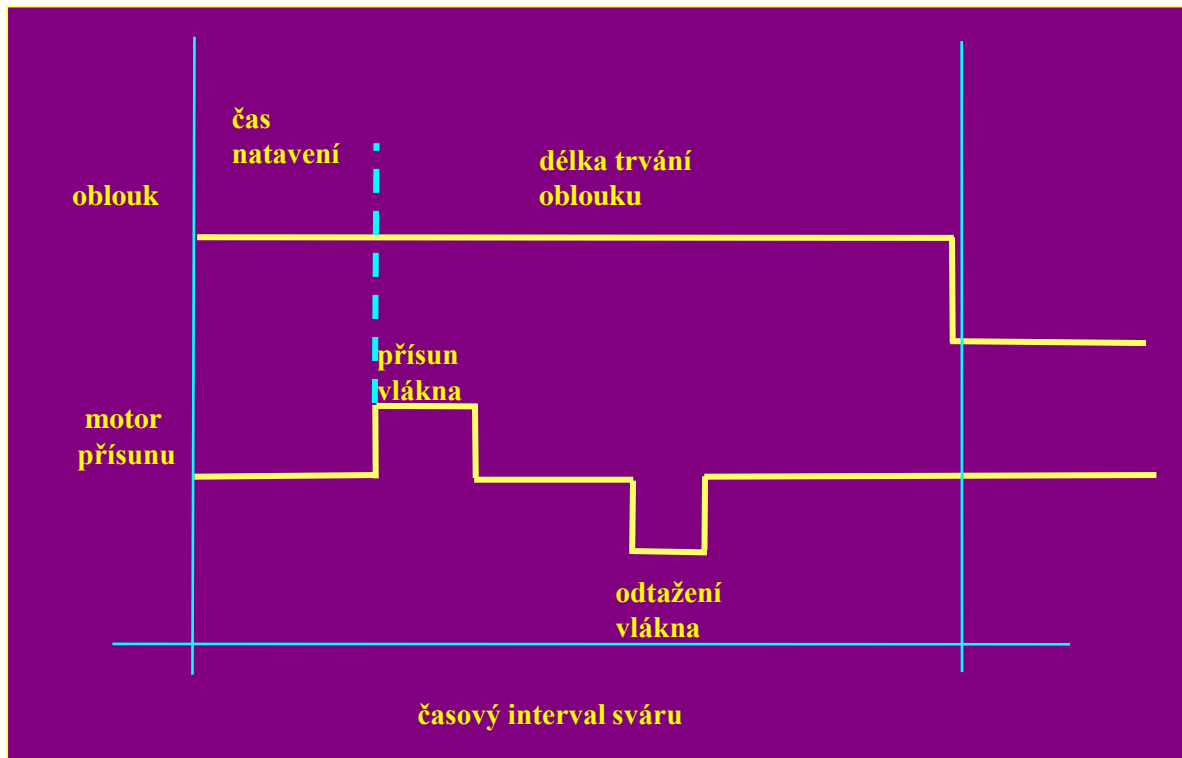 čas
natavení
délka trvání
oblouku
oblouk
přísun
vlákna
motor
přísunu
odtažení
vlákna
časový interval sváru